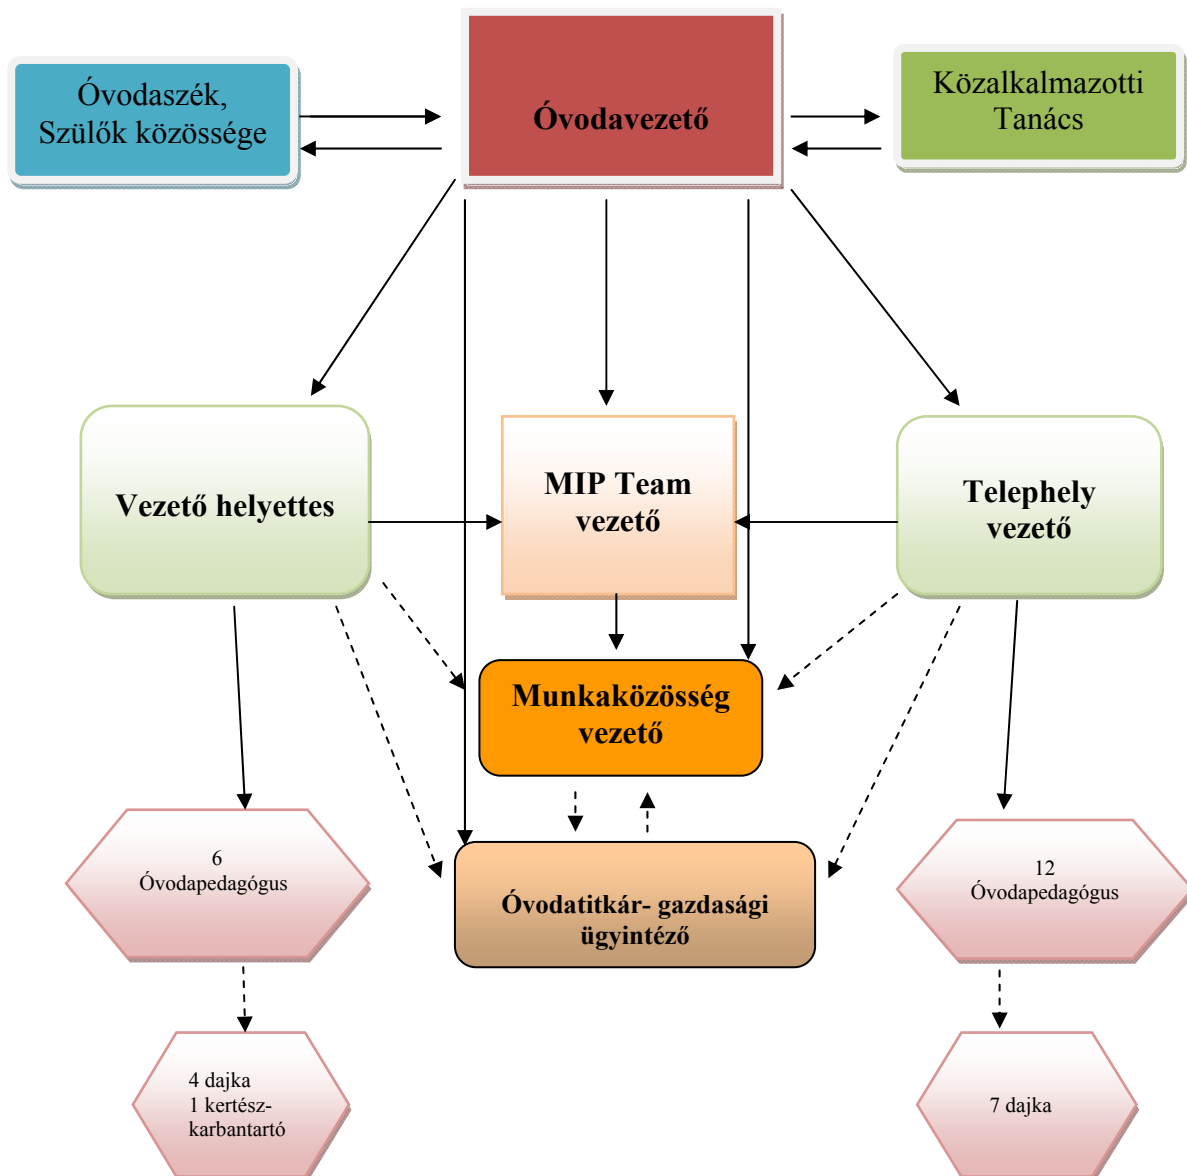 Óvodaszék,
Szülők közössége
Óvodavezető
Közalkalmazotti
Tanács
Vezető helyettes
MIP Team
vezető
Telephely
vezető
Munkaközösség
vezető
6
Óvodapedagógus
Óvodatitkár- gazdasági
ügyintéző
12
Óvodapedagógus
4 dajka
1 kertész-
karbantartó
7 dajka